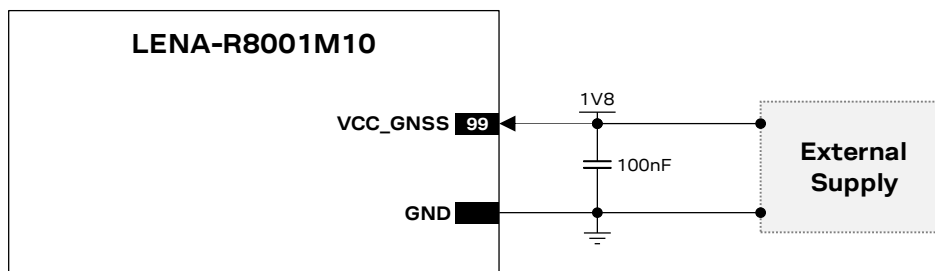 LENA-R8001M10
1V8
VCC_GNSS 99
100nF
External
Supply
GND